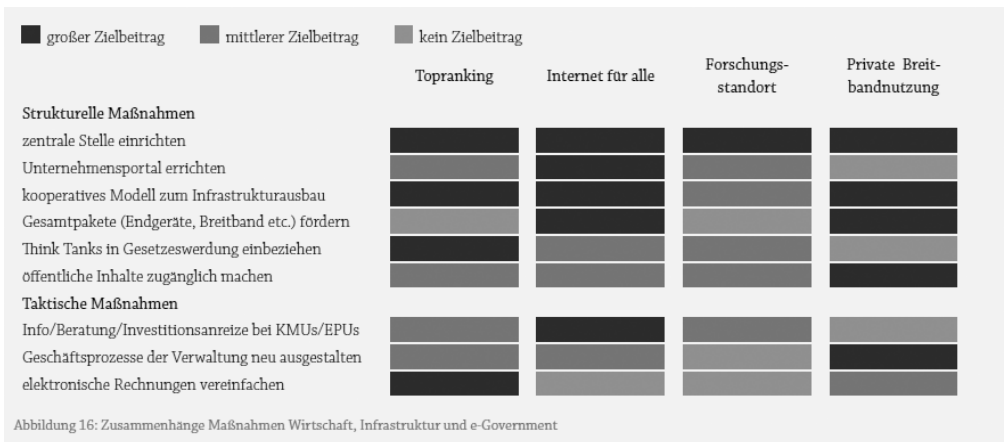 großer Zielbeitrag mittlerer Zielbeitrag kein Zielbeitrag
Topranking Internet für alle Forschungs- Private Breit-
standort bandnutzung
Strukturelle Maßnahmen
zentrale Stelle einrichten
Unternehmensportal errichten
kooperatives Modell zum Infrastrukturausbau
Gesamtpakete (Endgeräte, Breitband etc.) fördern
Think Tanks in Gesetzeswerdung einbeziehen
öffentliche Inhalte zugänglich machen
Taktische Maßnahmen
Info/Beratung/Investitionsanreize bei KMUs/EPUs
Geschäftsprozesse der Verwaltung neu ausgestalten
elektronische Rechnungen vereinfachen
Abbildung 16: Zusammenhänge Maßnahmen Wirtschaft, Infrastruktur und e-Government